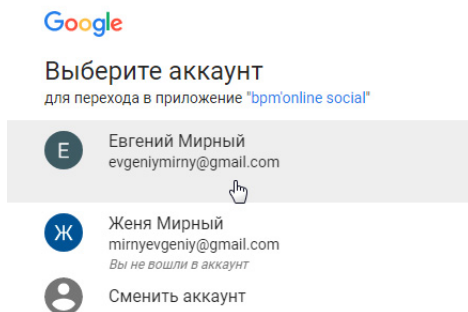 Google
Выберите аккаунт
для перехода в приложение "bpm'online social"
Е
Евгений Мирный
evgeniymirny@gmail.com
Ж
Женя Мирный
mirnyevgeniy@gmail.com
Вы не вошли в аккаунт
Сменить аккаунт